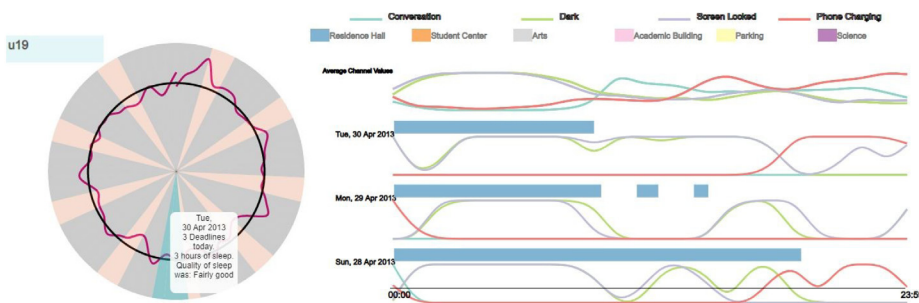 u19
Tue,
30 Apr 2013
3 Deadlines
today.
3 hours of sleep.
Quality of sleep
was: Fairly good
Conversation
Dark
Screen Locked
Phone Charging
Residence Hall
Student Center
Arts
Academic Building
Parking
Science
Average Channel Values
Tue, 30 Apr 2013
Mon, 29 Apr 2013
Sun, 28 Apr 2013
00:00
23:5